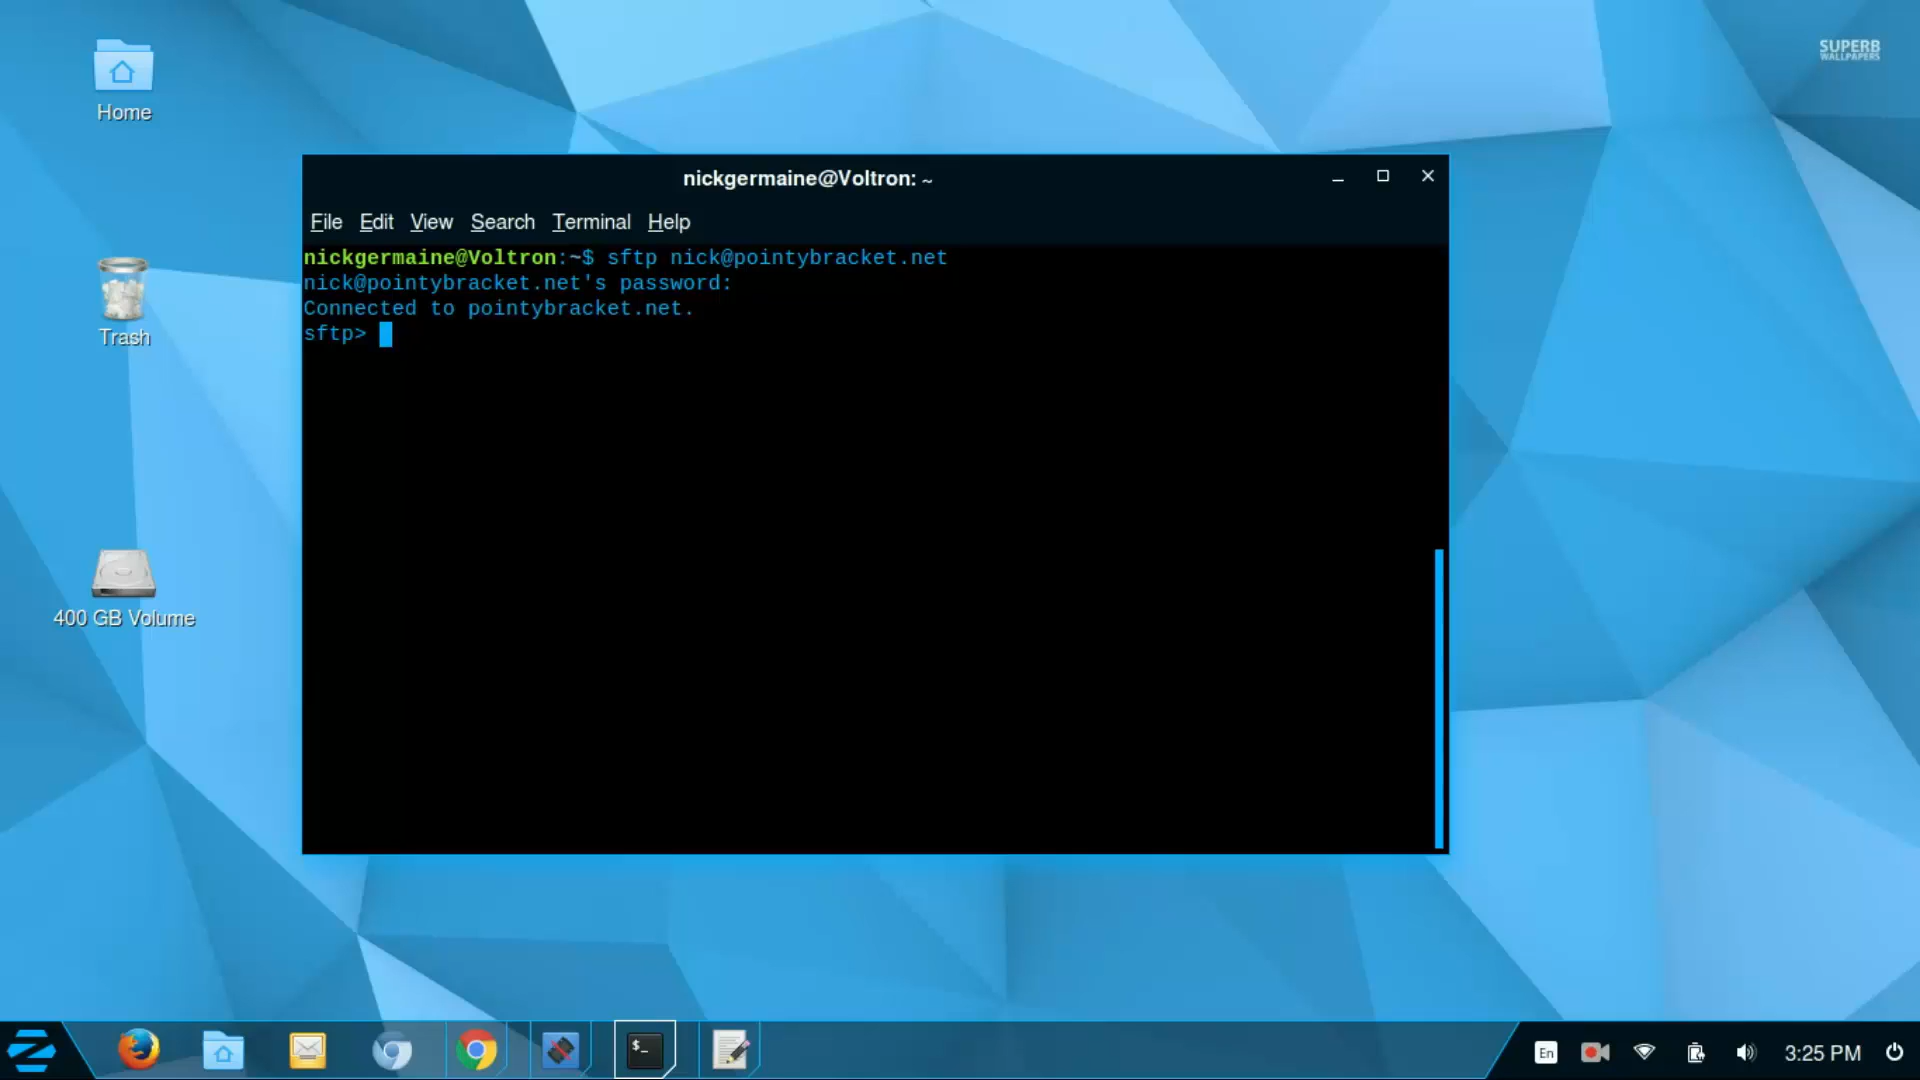 SUPERB
WALLPAPERS
Home
Trash
400 GB Volume
nickgermaine@Voltron: ~
File Edit View Search Terminal Help
nickgermaine@Voltron:~$ sftp nick@pointybracket.net
nick@pointybracket.net's password:
Connected to pointybracket.net.
sftp>
$_
En
3:25 PM